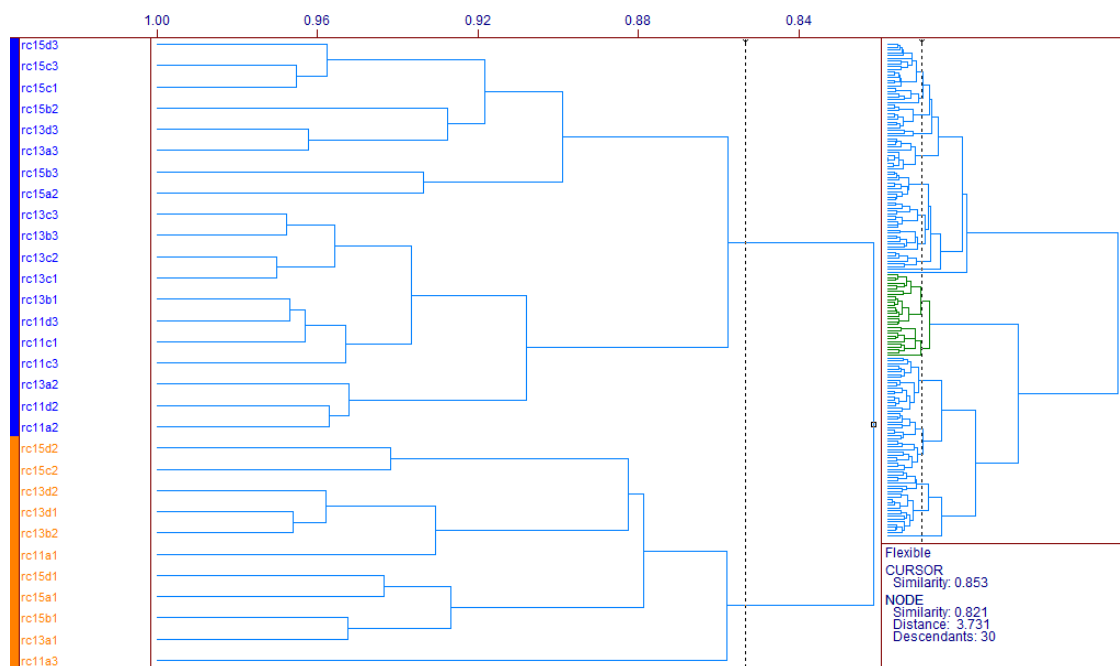 1.00 0.96 0.92 0.88 0.84
rc15d3
rc15c3
rc15c1
rc15b2
rc13d3
rc13a3
rc15b3
rc15a2
rc13c3
rc13b3
rc13c2
rc13c1
rc13b1
rc11d3
rc11c1
rc11c3
rc13a2
rc11d2
rc11a2
rc15d2
rc15c2
rc13d2
rc13d1
rc13b2
rc11a1
rc15d1
rc15a1
rc15b1
rc13a1
rc11a3
Flexible
CURSOR
Similarity: 0.853
NODE
Similarity: 0.821
Distance: 3.731
Descendants: 30